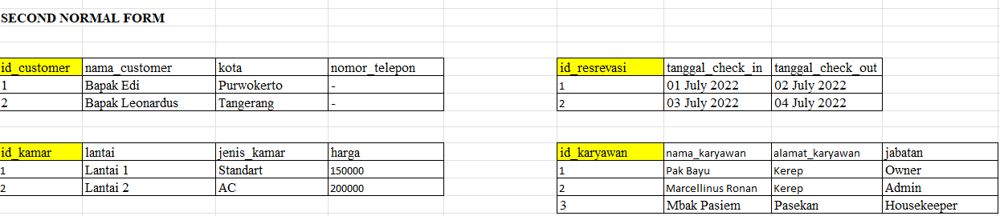 SECOND NORMAL FORM
id_customer nama_customer kota nomor_telepon
1 Bapak Edi Purwokerto -
2 Bapak Leonardus Tangerang -
id_resrevasi tanggal_check_in tanggal_check_out
1 01 July 2022 02 July 2022
2 03 July 2022 04 July 2022
id_kamar lantai jenis_kamar harga
1 Lantai 1 Standart 150000
2 Lantai 2 AC 200000
id_karyawan nama_karyawan alamat_karyawan jabatan
1 Pak Bayu Kerep Owner
2 Marcellinus Ronan Kerep Admin
3 Mbak Pasiem Pasekan Housekeeper